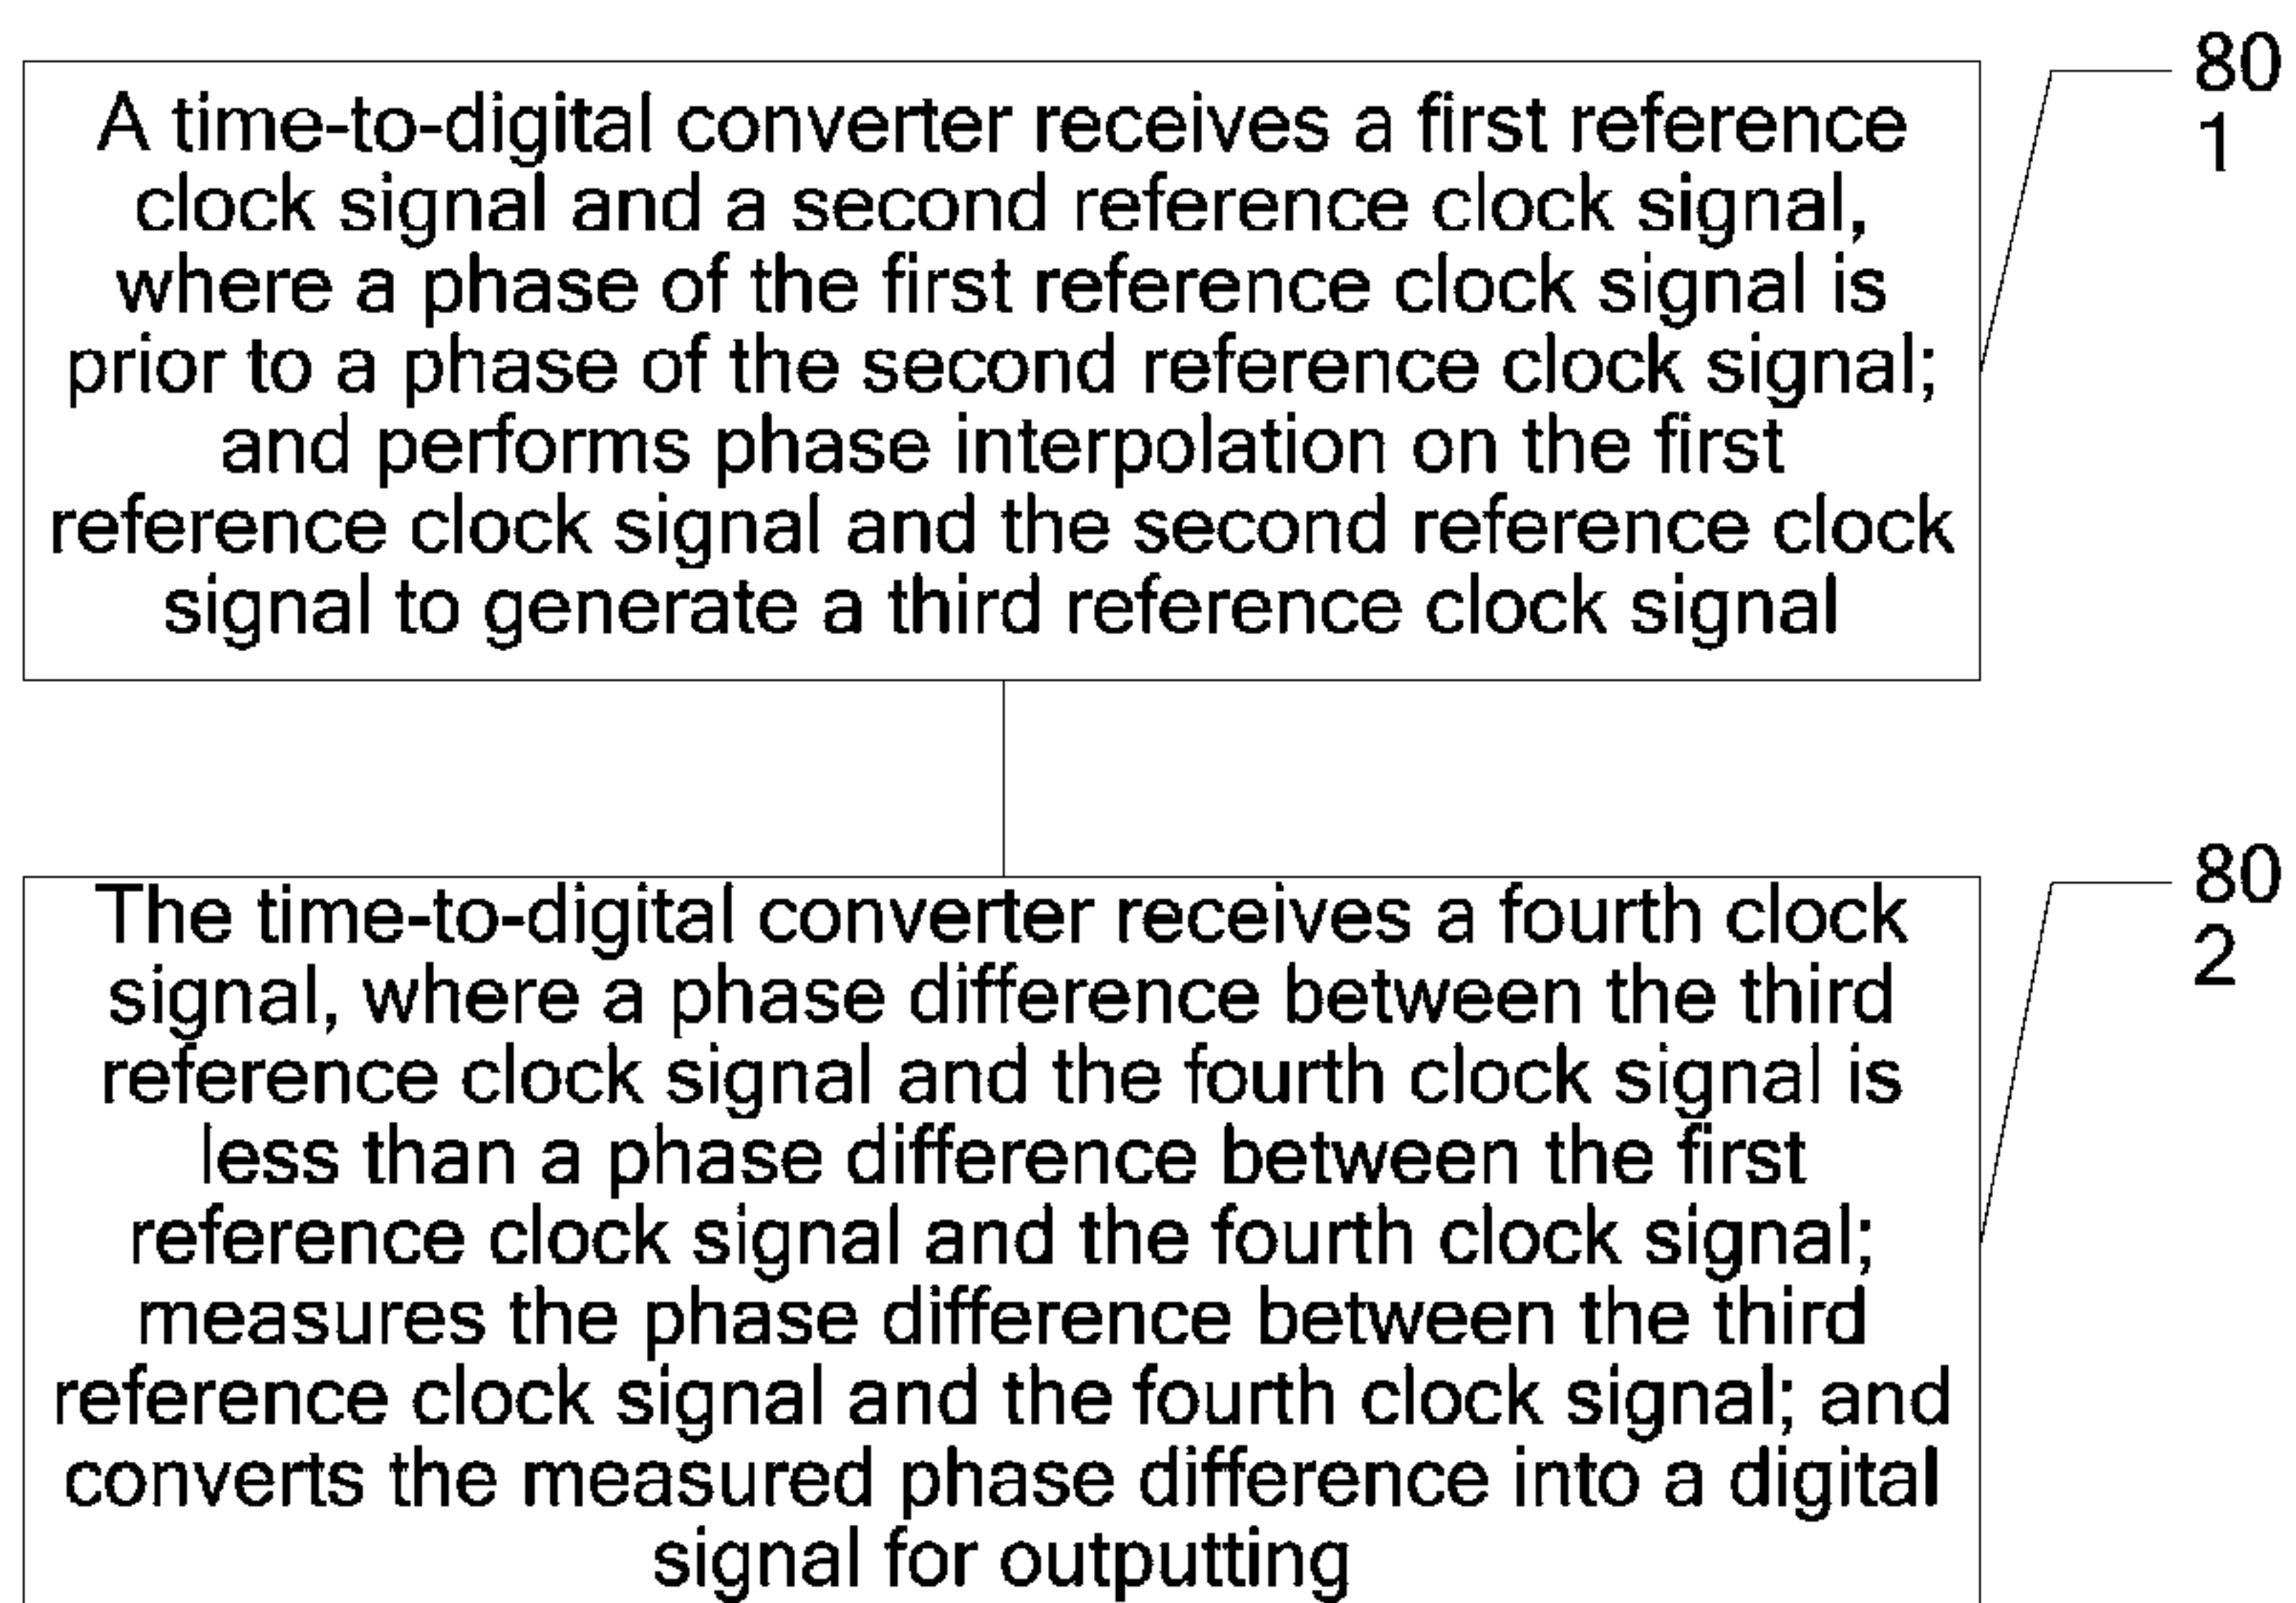 A time-to-digital converter receives a first reference
clock signal and a second reference clock signal,
where a phase of the first reference clock signal is
prior to a phase of the second reference clock signal;
and performs phase interpolation on the first
reference clock signal and the second reference clock
signal to generate a third reference clock signal
80
1
The time-to-digital converter receives a fourth clock
signal, where a phase difference between the third
reference clock signal and the fourth clock signal is
less than a phase difference between the first
reference clock signal and the fourth clock signal;
measures the phase difference between the third
reference clock signal and the fourth clock signal; and
converts the measured phase difference into a digital
signal for outputting
80
2